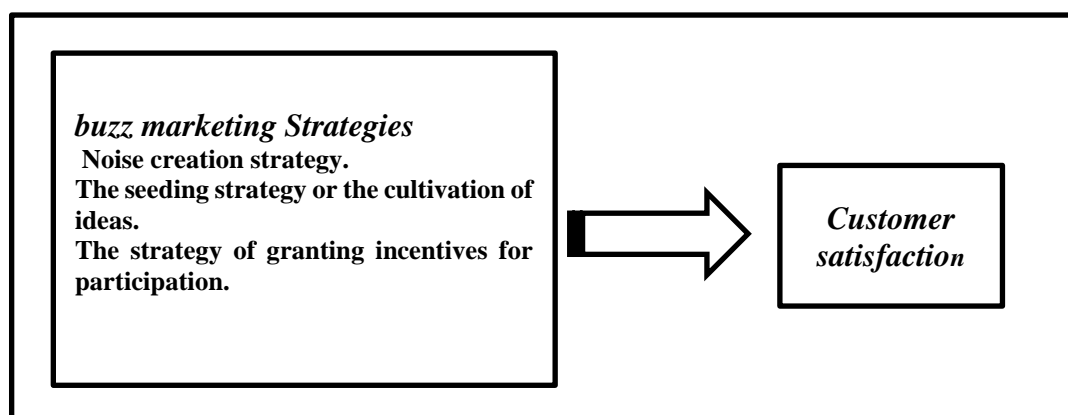 buzz marketing Strategies
Noise creation strategy.
The seeding strategy or the cultivation of
ideas.
The strategy of granting incentives for
participation.
Customer
satisfaction